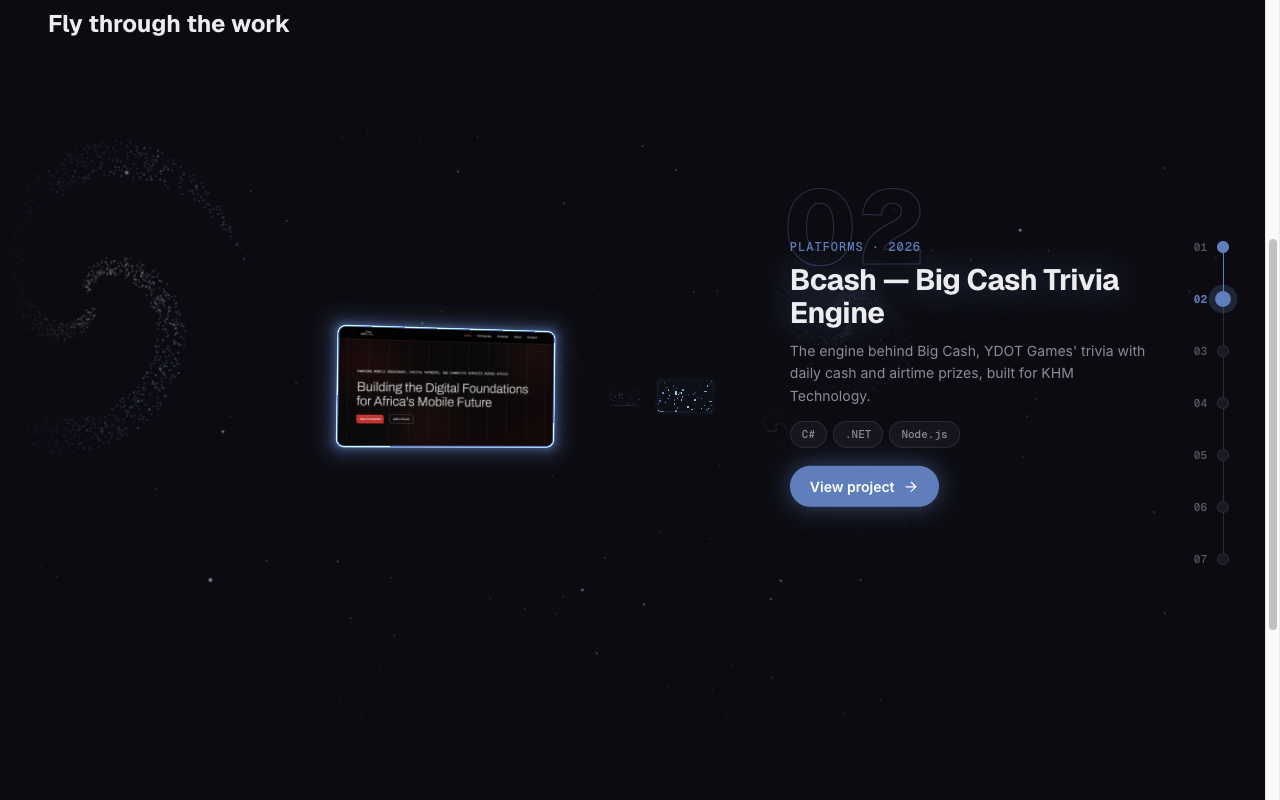 Fly through the work
02
PLATFORMS · 2026
Bcash — Big Cash Trivia
Engine
The engine behind Big Cash, YDOT Games' trivia with
daily cash and airtime prizes, built for KHM
Technology.
C#
.NET
Node.js
View project
Building the Digital Foundations
for Africa's Mobile Future
01
02
03
04
05
06
07